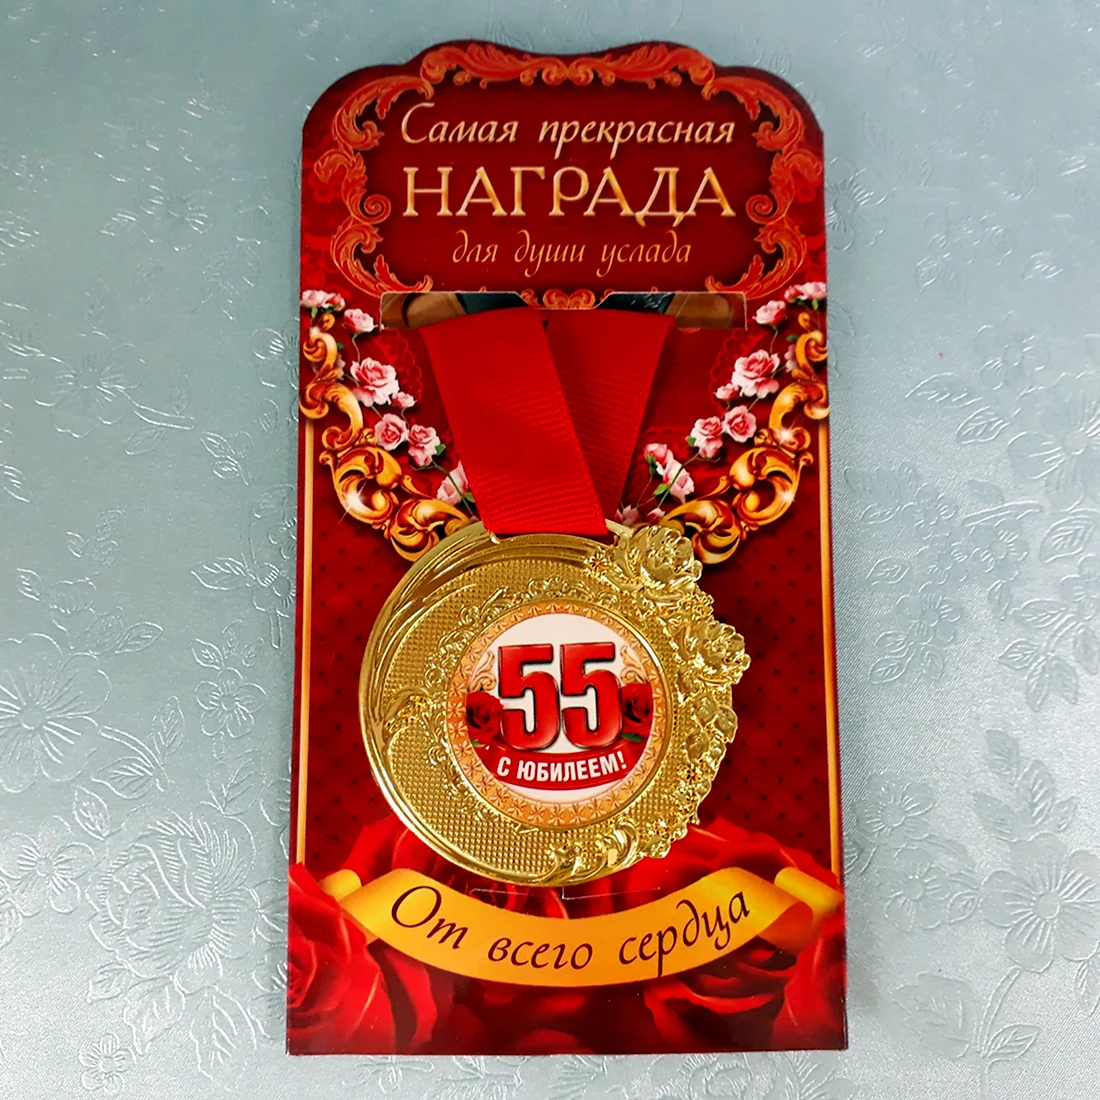 Самая прекрасная
НАГРАДА
для души услада
55
С ЮБИЛЕЕМ!
От всего сердца